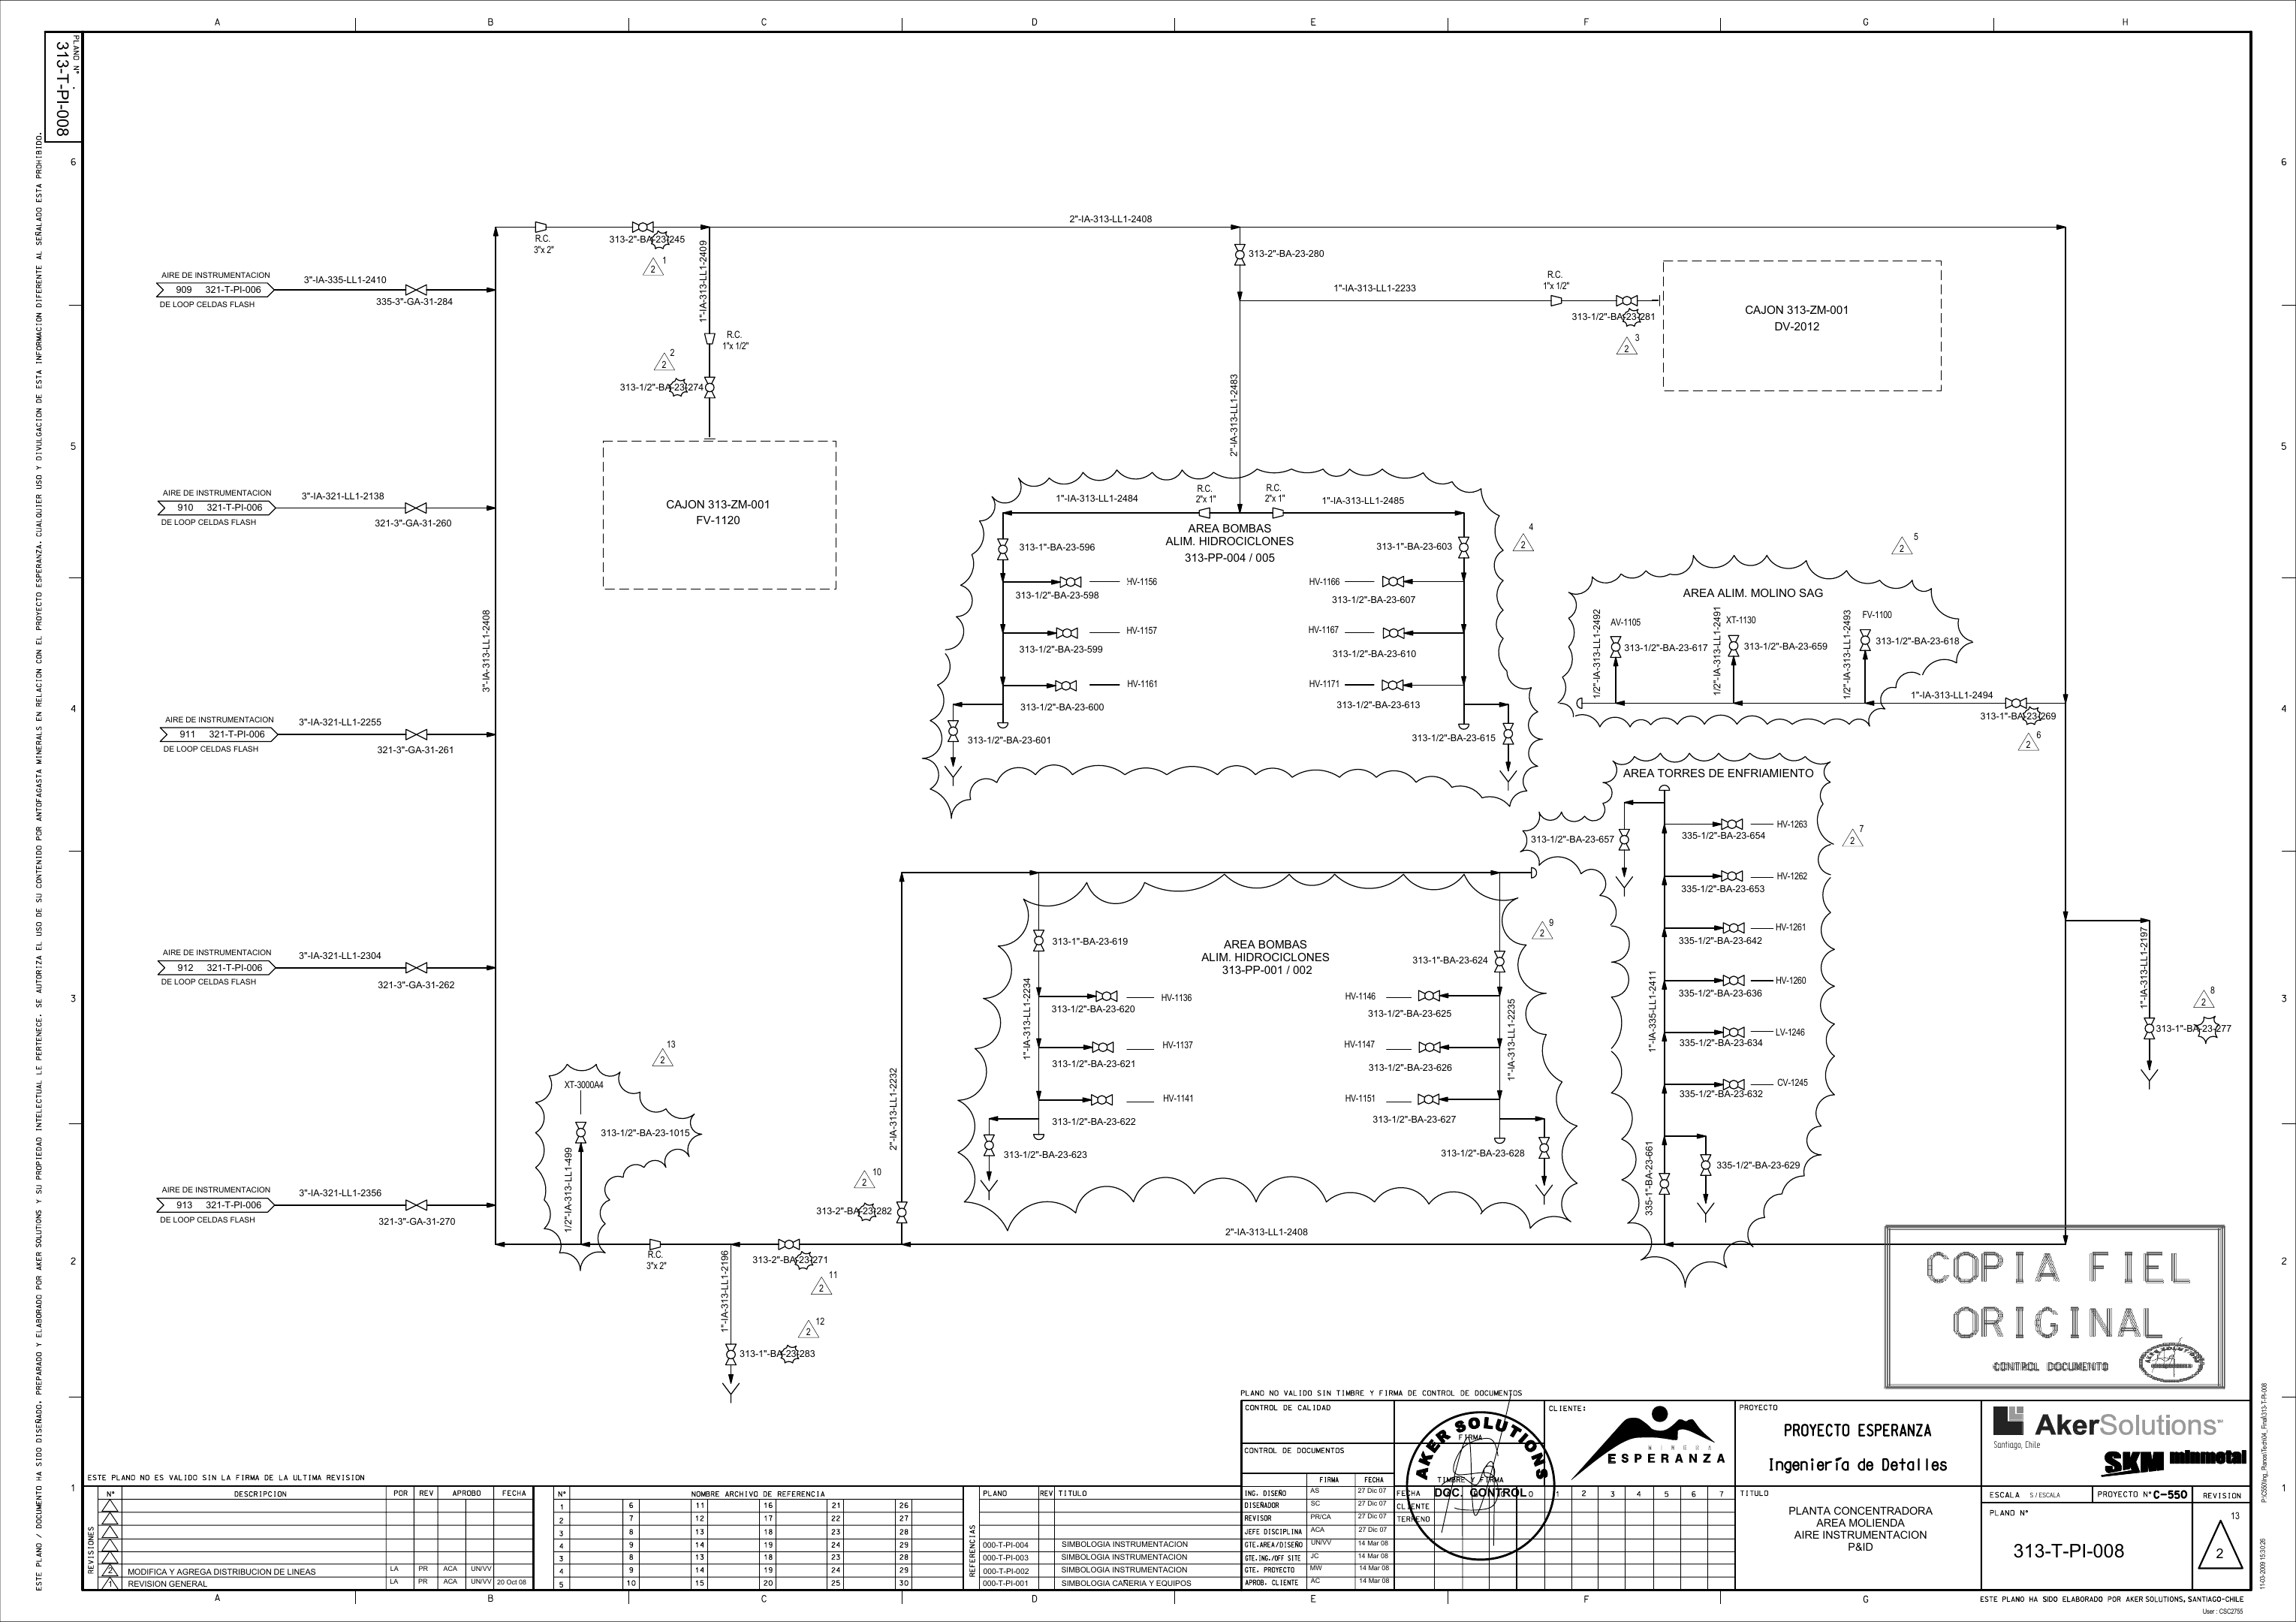 A B C D E F G H
PLANO N°
313-T-PI-008
ESTE PLANO / DOCUMENTO HA SIDO DISEÑADO, PREPARADO Y ELABORADO POR AKER SOLUTIONS Y SU PROPIEDAD INTELECTUAL LE PERTENECE. SE AUTORIZA EL USO DE SU CONTENIDO POR ANTOFAGASTA MINERALS EN RELACION CON EL PROYECTO ESPERANZA. CUALQUIER USO Y DIVULGACION DE ESTA INFORMACION DIFERENTE AL SEÑALADO ESTA PROHIBIDO.
6
5
4
3
2
1
2"-IA-313-LL1-2408
R.C.
3"x 2"
313-2"-BA-23-245
2 1
1"-IA-313-LL1-2409
313-2"-BA-23-280
AIRE DE INSTRUMENTACION
909 321-T-PI-006
DE LOOP CELDAS FLASH
3"-IA-335-LL1-2410
335-3"-GA-31-284
1"-IA-313-LL1-2233
R.C.
1"x 1/2"
313-1/2"-BA-23-281
2 3
CAJON 313-ZM-001
DV-2012
R.C.
1"x 1/2"
2 2
313-1/2"-BA-23-274
2"-IA-313-LL1-2483
CAJON 313-ZM-001
FV-1120
AIRE DE INSTRUMENTACION
910 321-T-PI-006
DE LOOP CELDAS FLASH
3"-IA-321-LL1-2138
321-3"-GA-31-260
3"-IA-313-LL1-2408
1"-IA-313-LL1-2484
R.C.
2"x 1"
R.C.
2"x 1"
1"-IA-313-LL1-2485
AREA BOMBAS
ALIM. HIDROCICLONES
313-PP-004 / 005
2 4
313-1"-BA-23-596
313-1"-BA-23-603
HV-1156
313-1/2"-BA-23-598
HV-1166
313-1/2"-BA-23-607
HV-1157
313-1/2"-BA-23-599
HV-1167
313-1/2"-BA-23-610
HV-1161
313-1/2"-BA-23-600
HV-1171
313-1/2"-BA-23-613
313-1/2"-BA-23-601
313-1/2"-BA-23-615
2 5
AREA ALIM. MOLINO SAG
1/2"-IA-313-LL1-2492
AV-1105
313-1/2"-BA-23-617
1/2"-IA-313-LL1-2491
XT-1130
313-1/2"-BA-23-659
1/2"-IA-313-LL1-2493
FV-1100
313-1/2"-BA-23-618
1"-IA-313-LL1-2494
313-1"-BA-23-269
2 6
AIRE DE INSTRUMENTACION
911 321-T-PI-006
DE LOOP CELDAS FLASH
3"-IA-321-LL1-2255
321-3"-GA-31-261
AREA TORRES DE ENFRIAMIENTO
2 7
313-1/2"-BA-23-657
HV-1263
335-1/2"-BA-23-654
HV-1262
335-1/2"-BA-23-653
HV-1261
335-1/2"-BA-23-642
HV-1260
335-1/2"-BA-23-636
LV-1246
335-1/2"-BA-23-634
CV-1245
335-1/2"-BA-23-632
1"-IA-335-LL1-2411
335-1/2"-BA-23-629
335-1"-BA-23-661
1"-IA-313-LL1-2197
2 8
313-1"-BA-23-277
AIRE DE INSTRUMENTACION
912 321-T-PI-006
DE LOOP CELDAS FLASH
3"-IA-321-LL1-2304
321-3"-GA-31-262
AREA BOMBAS
ALIM. HIDROCICLONES
313-PP-001 / 002
2 9
313-1"-BA-23-619
313-1"-BA-23-624
1"-IA-313-LL1-2234
1"-IA-313-LL1-2235
HV-1136
313-1/2"-BA-23-620
HV-1146
313-1/2"-BA-23-625
HV-1137
313-1/2"-BA-23-621
HV-1147
313-1/2"-BA-23-626
HV-1141
313-1/2"-BA-23-622
HV-1151
313-1/2"-BA-23-627
313-1/2"-BA-23-623
313-1/2"-BA-23-628
2"-IA-313-LL1-2232
2 10
313-2"-BA-23-282
2"-IA-313-LL1-2408
2 13
XT-3000A4
313-1/2"-BA-23-1015
1/2"-IA-313-LL1-499
AIRE DE INSTRUMENTACION
913 321-T-PI-006
DE LOOP CELDAS FLASH
3"-IA-321-LL1-2356
321-3"-GA-31-270
R.C.
3"x 2"
313-2"-BA-23-271
2 11
1"-IA-313-LL1-2196
2 12
313-1"-BA-23-283
COPIA FIEL
ORIGINAL
CONTROL DOCUMENTO
PLANO NO VALIDO SIN TIMBRE Y FIRMA DE CONTROL DE DOCUMENTOS
CONTROL DE CALIDAD
CONTROL DE DOCUMENTOS
FIRMA
TIMBRE Y FIRMA
AKER SOLUTIONS
DOC. CONTROL
CLIENTE:
MINERA
ESPERANZA
PROYECTO
PROYECTO ESPERANZA
Ingeniería de Detalles
AkerSolutions™
Santiago, Chile
SKM minmetal
ESTE PLANO NO ES VALIDO SIN LA FIRMA DE LA ULTIMA REVISION
REVISIONES
N° DESCRIPCION POR REV APROBO FECHA
2 MODIFICA Y AGREGA DISTRIBUCION DE LINEAS LA PR ACA UN/VV
1 REVISION GENERAL LA PR ACA UN/VV 20 Oct 08
N° NOMBRE ARCHIVO DE REFERENCIA
1 6 11 16 21 26
2 7 12 17 22 27
3 8 13 18 23 28
4 9 14 19 24 29
3 8 13 18 23 28
4 9 14 19 24 29
5 10 15 20 25 30
REFERENCIAS
PLANO REV TITULO
000-T-PI-004 SIMBOLOGIA INSTRUMENTACION
000-T-PI-003 SIMBOLOGIA INSTRUMENTACION
000-T-PI-002 SIMBOLOGIA INSTRUMENTACION
000-T-PI-001 SIMBOLOGIA CAÑERIA Y EQUIPOS
FIRMA FECHA
ING. DISEÑO AS 27 Dic 07
DISEÑADOR SC 27 Dic 07
REVISOR PR/CA 27 Dic 07
JEFE DISCIPLINA ACA 27 Dic 07
GTE.AREA/DISEÑO UN/VV 14 Mar 08
GTE.ING./OFF SITE JC 14 Mar 08
GTE. PROYECTO MW 14 Mar 08
APROB. CLIENTE AC 14 Mar 08
FECHA 0 1 2 3 4 5 6 7
CLIENTE
TERRENO
TITULO
PLANTA CONCENTRADORA
AREA MOLIENDA
AIRE INSTRUMENTACION
P&ID
ESCALA S/ESCALA
PROYECTO N° C-550
REVISION
PLANO N°
313-T-PI-008
13
2
ESTE PLANO HA SIDO ELABORADO POR AKER SOLUTIONS, SANTIAGO-CHILE
User : CSC2755
11-03-2009 15:30:26
A B C D E F G